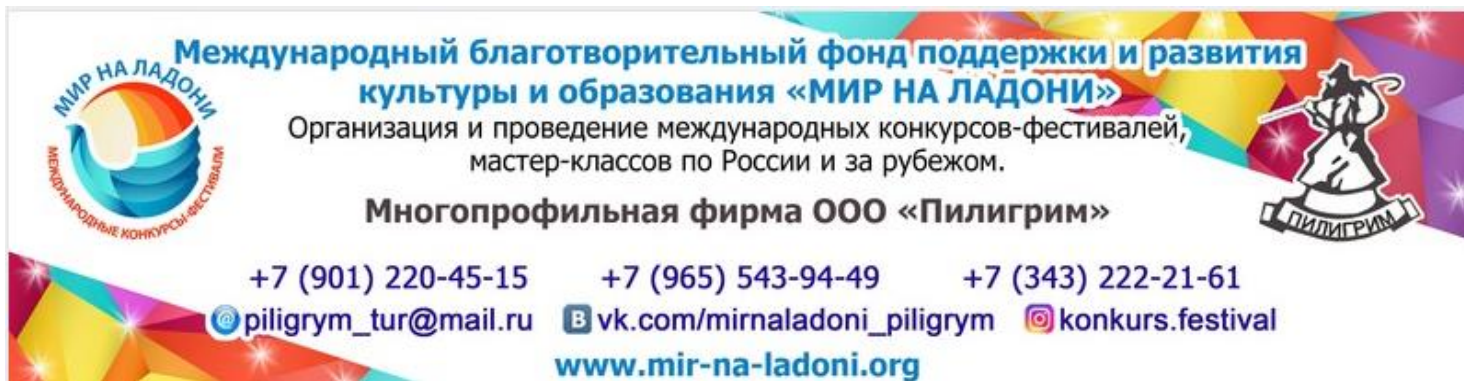 МИР НА ЛАДОНИ
МЕЖДУНАРОДНЫЕ КОНКУРСЫ-ФЕСТИВАЛИ
Международный благотворительный фонд поддержки и развития
культуры и образования «МИР НА ЛАДОНИ»
Организация и проведение международных конкурсов-фестивалей,
мастер-классов по России и за рубежом.
Многопрофильная фирма ООО «Пилигрим»
ПИЛИГРИМ
+7 (901) 220-45-15 +7 (965) 543-94-49 +7 (343) 222-21-61
@piligrym_tur@mail.ru В vk.com/mirnaladoni_piligrym konkurs.festival
www.mir-na-ladoni.org